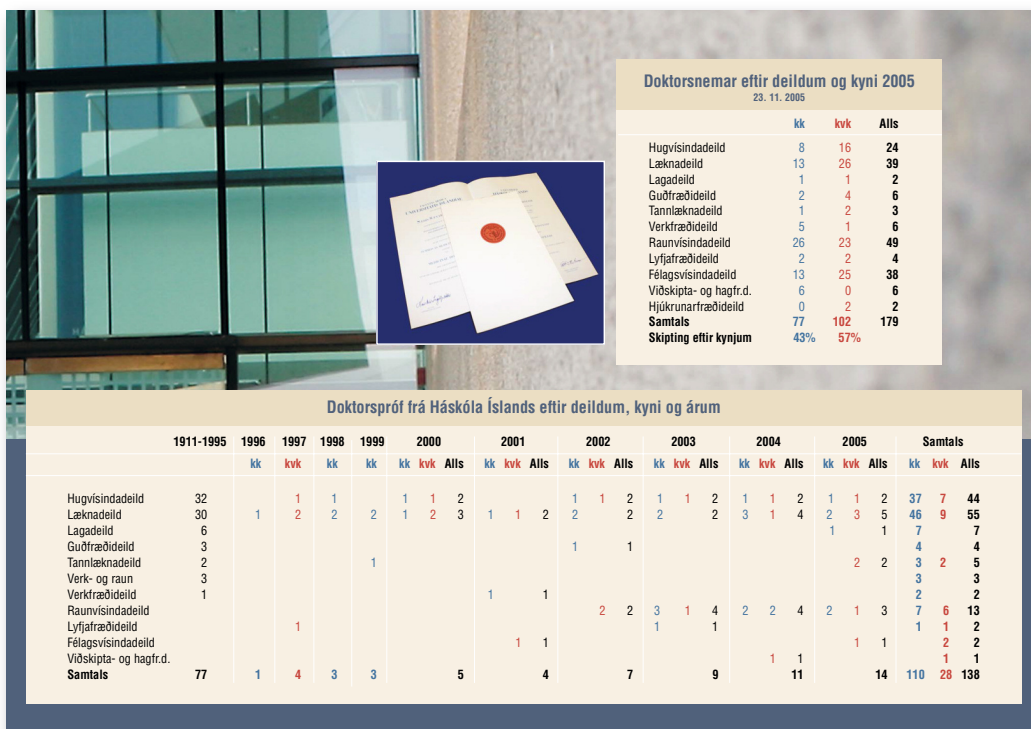 Doktorsnemar eftir deildum og kyni 2005
23. 11. 2005
kk kvk Alls
Hugvísindadeild 8 16 24
Læknadeild 13 26 39
Lagadeild 1 1 2
Guðfræðideild 2 4 6
Tannlæknadeild 1 2 3
Verkfræðideild 5 1 6
Raunvísindadeild 26 23 49
Lyfjafræðideild 2 2 4
Félagsvísindadeild 13 25 38
Viðskipta- og hagfr.d. 6 0 6
Hjúkrunarfræðideild 0 2 2
Samtals 77 102 179
Skipting eftir kynjum 43% 57%
Doktorspróf frá Háskóla Íslands eftir deildum, kyni og árum
1911-1995 1996 1997 1998 1999 2000 2001 2002 2003 2004 2005 Samtals
kk kvk kk kk kk kvk Alls kk kvk Alls kk kvk Alls kk kvk Alls kk kvk Alls kk kvk Alls kk kvk Alls
Hugvísindadeild 32 1 1 1 1 2 1 1 2 1 1 2 1 1 2 1 1 2 37 7 44
Læknadeild 30 1 2 2 2 1 2 3 1 1 2 2 2 2 2 3 1 4 2 3 5 46 9 55
Lagadeild 6 1 1 7 7
Guðfræðideild 3 1 1 4 4
Tannlæknadeild 2 1 2 2 3 2 5
Verk- og raun 3 3 3
Verkfræðideild 1 1 1 2 2
Raunvísindadeild 2 2 3 1 4 2 2 4 2 1 3 7 6 13
Lyfjafræðideild 1 1 1 1 1 2
Félagsvísindadeild 1 1 1 1 2 2
Viðskipta- og hagfr.d. 1 1 1 1
Samtals 77 1 4 3 3 5 4 7 9 11 14 110 28 138